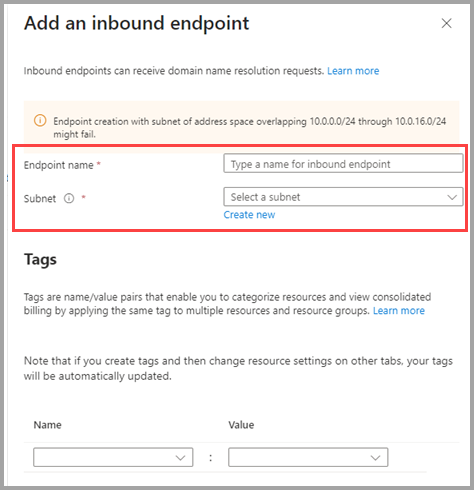 Add an inbound endpoint
Inbound endpoints can receive domain name resolution requests. Learn more
Endpoint creation with subnet of address space overlapping 10.0.0.0/24 through 10.0.16.0/24
might fail.
Endpoint name *
Type a name for inbound endpoint
Subnet *
Select a subnet
Create new
Tags
Tags are name/value pairs that enable you to categorize resources and view consolidated
billing by applying the same tag to multiple resources and resource groups. Learn more
Note that if you create tags and then change resource settings on other tabs, your tags
will be automatically updated.
Name Value
: